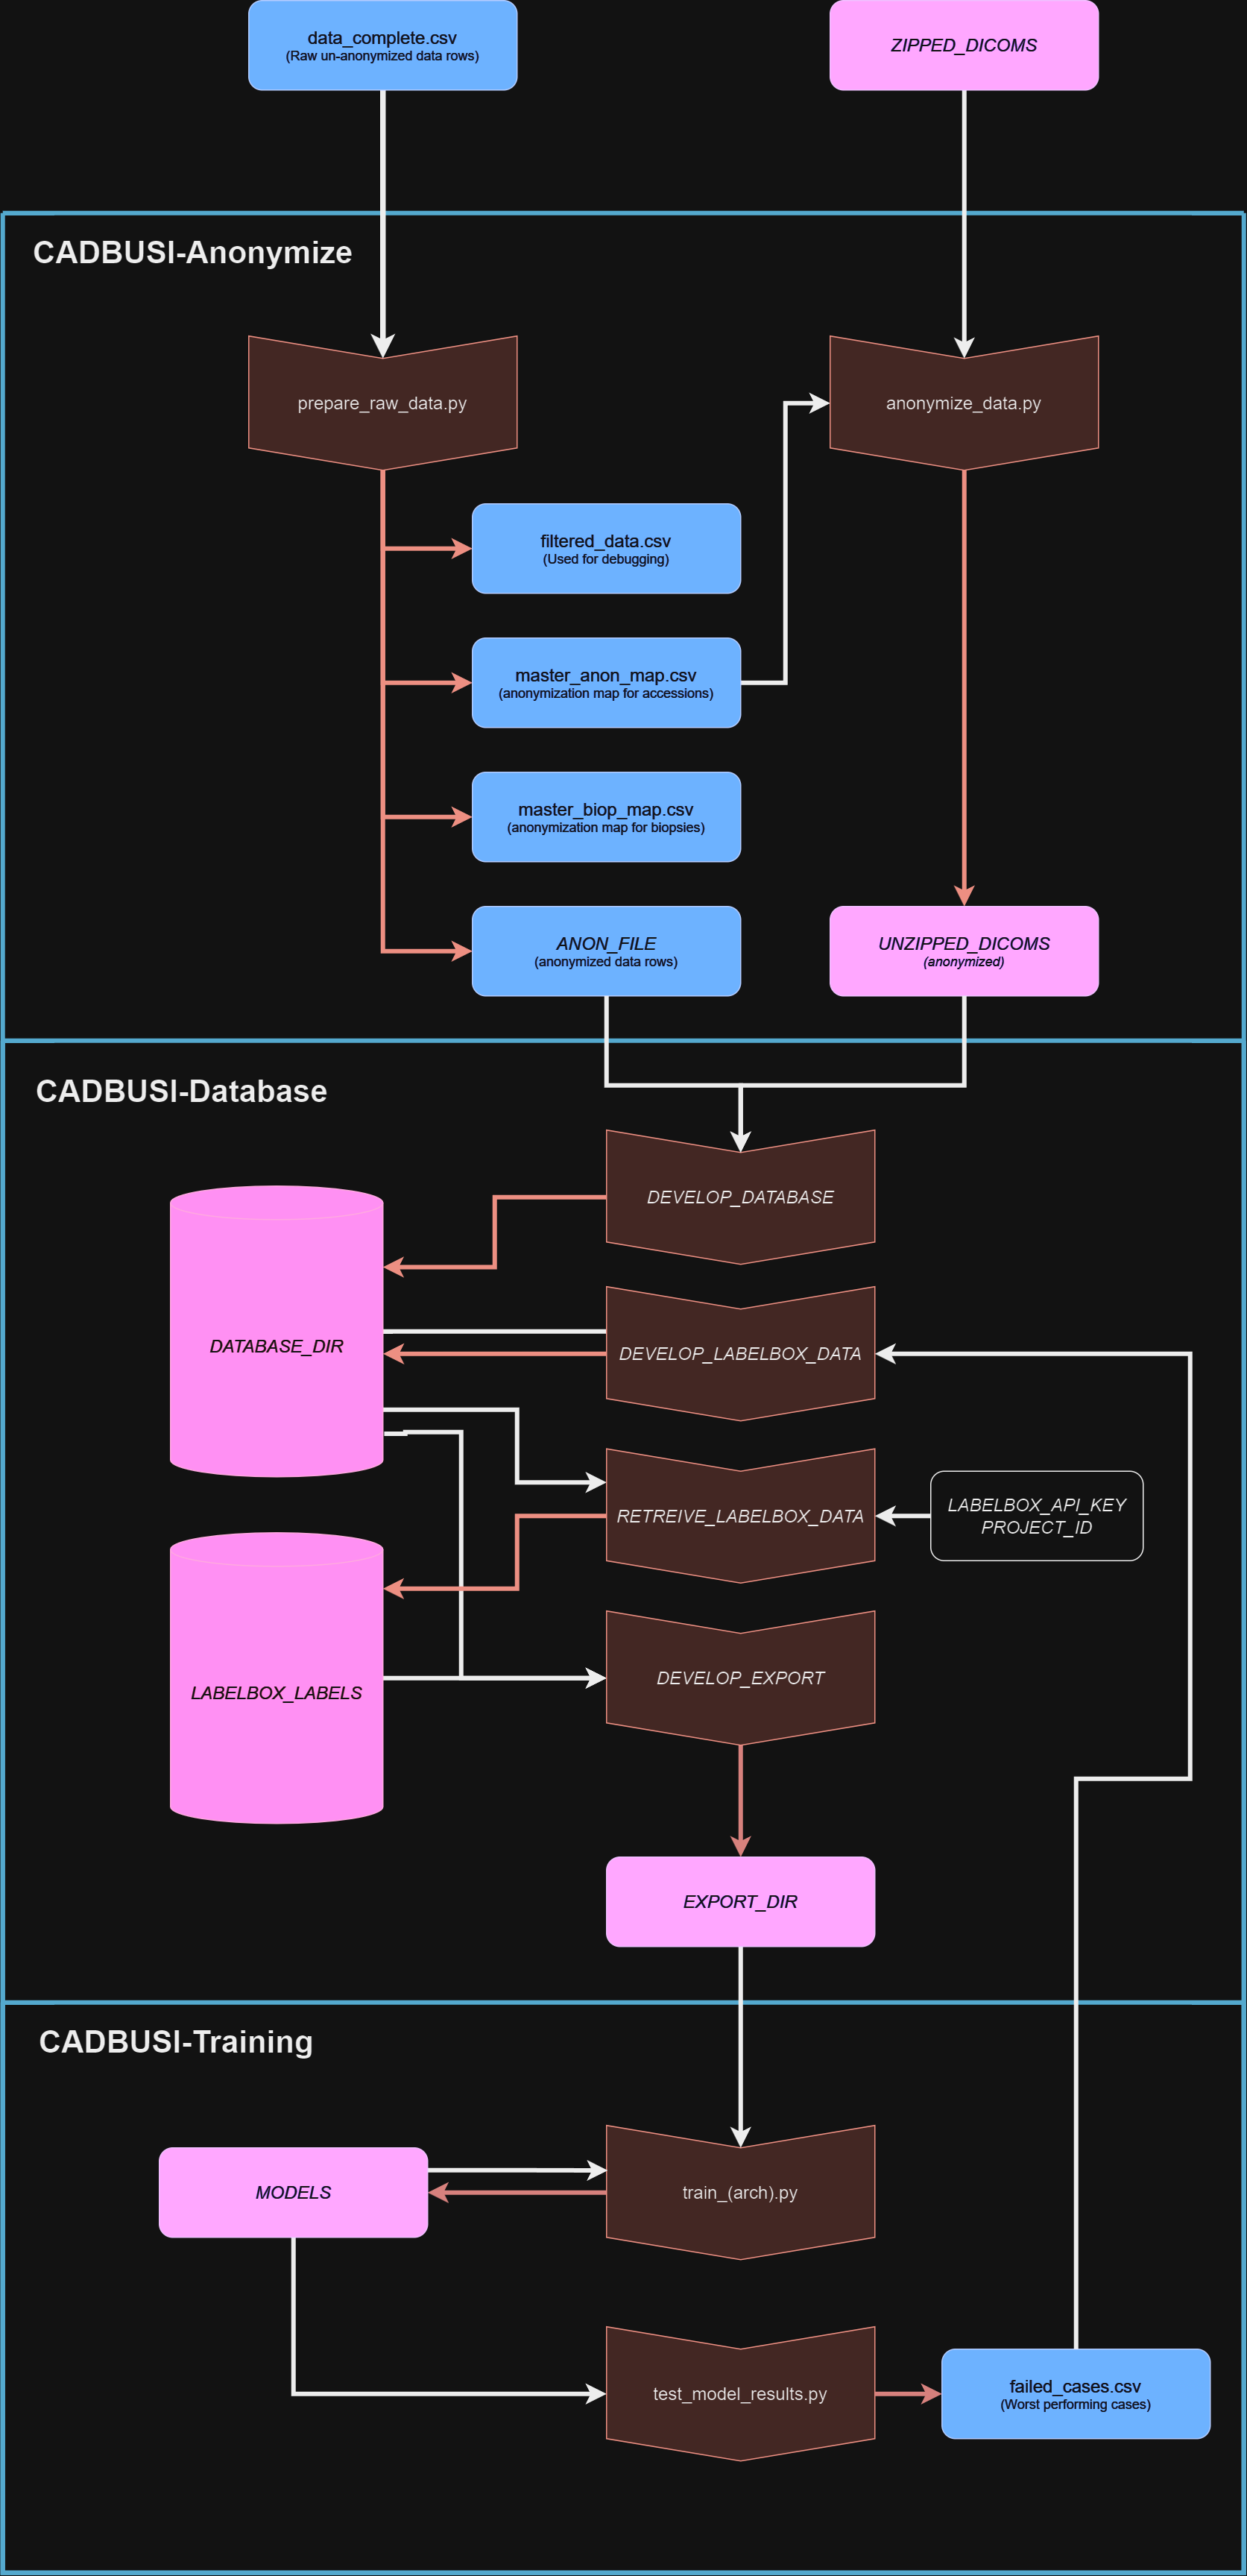 data_complete.csv
(Raw un-anonymized data rows)
ZIPPED_DICOMS
CADBUSI-Anonymize
prepare_raw_data.py
anonymize_data.py
filtered_data.csv
(Used for debugging)
master_anon_map.csv
(anonymization map for accessions)
master_biop_map.csv
(anonymization map for biopsies)
ANON_FILE
(anonymized data rows)
UNZIPPED_DICOMS
(anonymized)
CADBUSI-Database
DEVELOP_DATABASE
DATABASE_DIR
DEVELOP_LABELBOX_DATA
RETREIVE_LABELBOX_DATA
LABELBOX_API_KEY
PROJECT_ID
LABELBOX_LABELS
DEVELOP_EXPORT
EXPORT_DIR
CADBUSI-Training
MODELS
train_(arch).py
test_model_results.py
failed_cases.csv
(Worst performing cases)